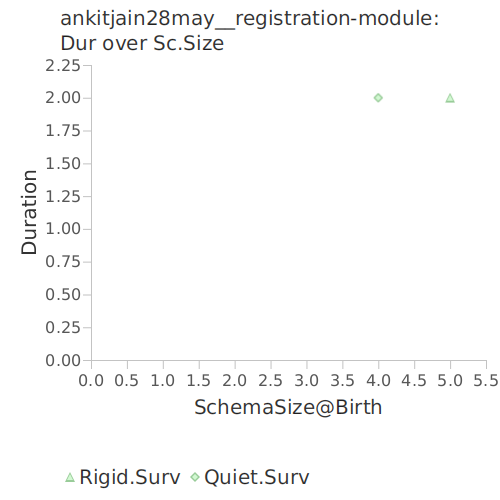 ankitjain28may__registration-module:
Dur over Sc.Size
2.25
2.00
1.75
1.50
1.25
1.00
0.75
0.50
0.25
0.00
Duration
0.0 0.5 1.0 1.5 2.0 2.5 3.0 3.5 4.0 4.5 5.0 5.5
SchemaSize@Birth
Rigid.Surv Quiet.Surv